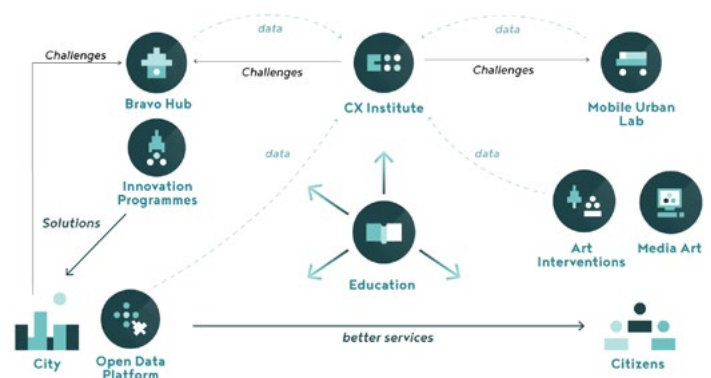 data
data
Challenges
Challenges
Challenges
Bravo Hub
CX Institute
Mobile Urban
Lab
data
data
Innovation
Programmes
Solutions
Art
Interventions
Media Art
Education
better services
City
Open Data
Platform
Citizens